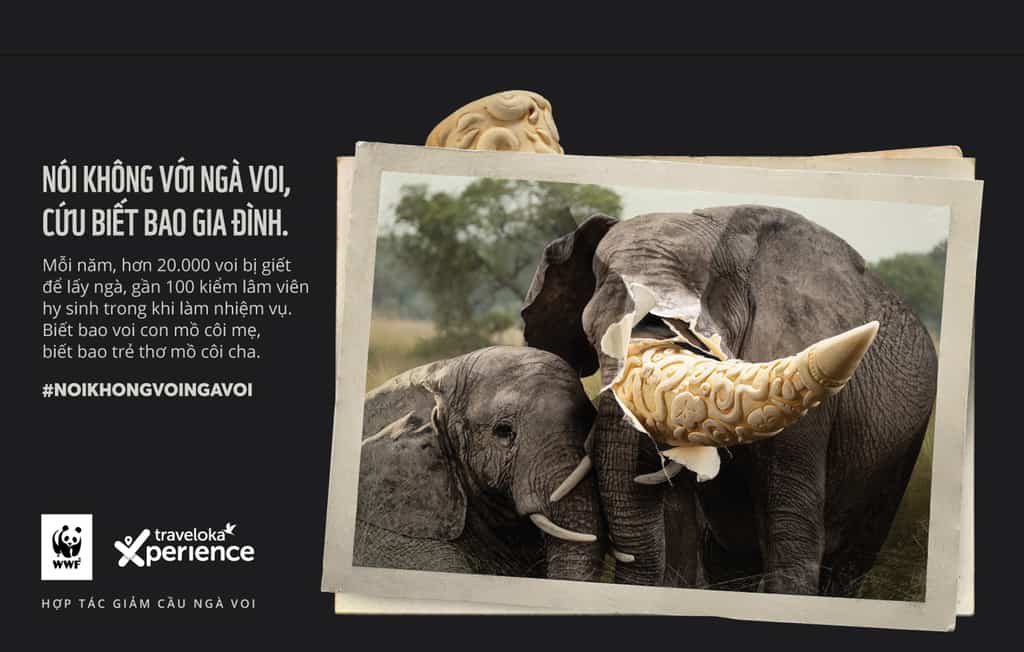 NÓI KHÔNG VỚI NGÀ VOI,
CỨU BIẾT BAO GIA ĐÌNH.
Mỗi năm, hơn 20.000 voi bị giết
để lấy ngà, gần 100 kiểm lâm viên
hy sinh trong khi làm nhiệm vụ.
Biết bao voi con mồ côi mẹ,
biết bao trẻ thơ mồ côi cha.
#NOIKHONGVOINGAVOI
WWF
traveloka
Xperience
HỢP TÁC GIẢM CẦU NGÀ VOI